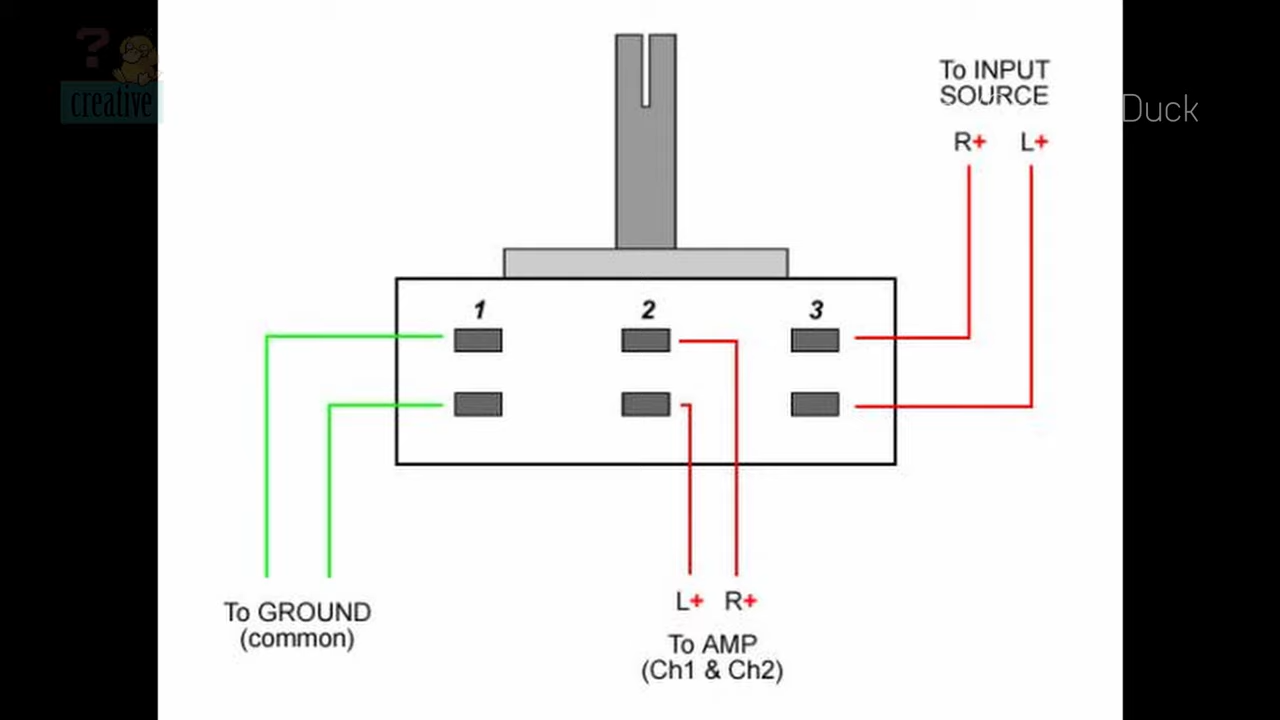 ?
creative
Duck
To INPUT
SOURCE
R+ L+
1 2 3
L+ R+
To GROUND
(common)
To AMP
(Ch1 & Ch2)